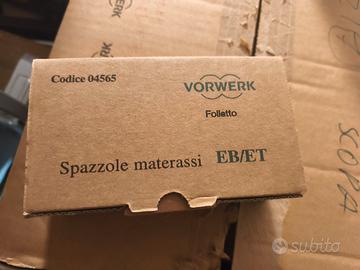 Codice 04565
VORWERK
Folletto
Spazzole materassi EB/ET
subito